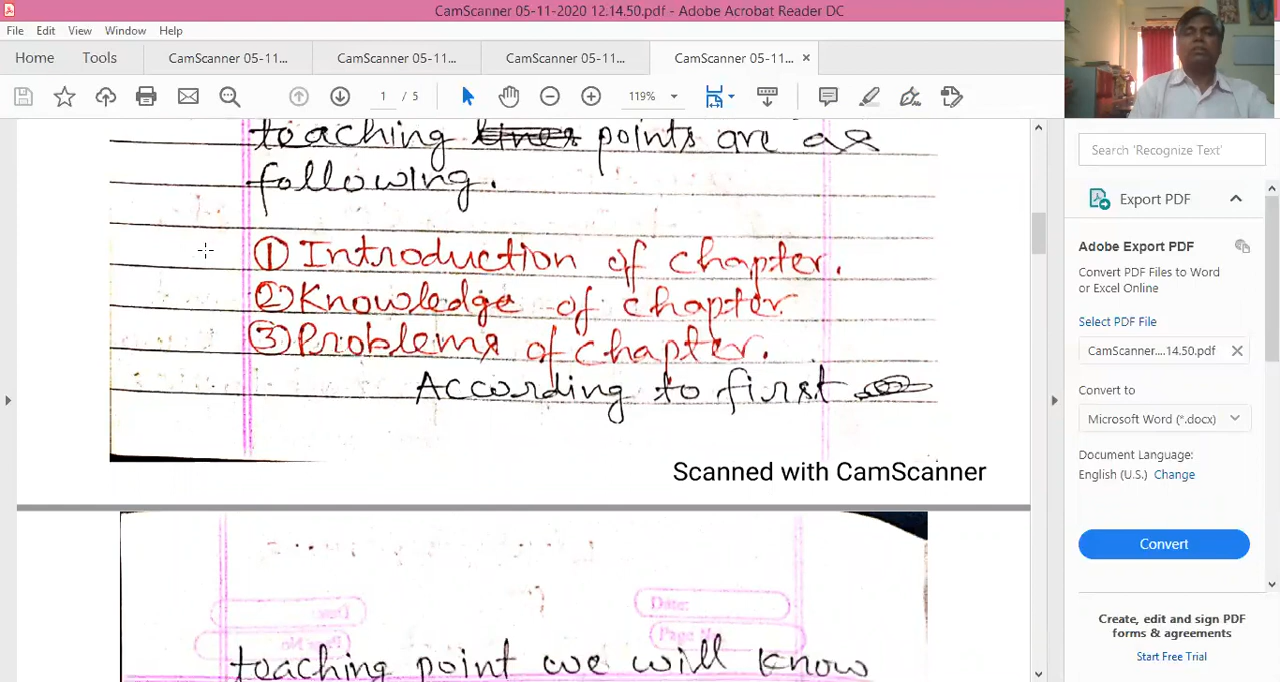 CamScanner 05-11-2020 12.14.50.pdf - Adobe Acrobat Reader DC
File Edit View Window Help
Home Tools CamScanner 05-11... CamScanner 05-11... CamScanner 05-11... CamScanner 05-11... ×
1 / 5 119%
teaching points are as
following.
① Introduction of chapter.
② Knowledge of chapter
③ Problems of chapter.
According to first
Scanned with CamScanner
Date:
teaching point we will know
Search 'Recognize Text'
Export PDF
Adobe Export PDF
Convert PDF Files to Word
or Excel Online
Select PDF File
CamScanner....14.50.pdf ×
Convert to
Microsoft Word (*.docx)
Document Language:
English (U.S.) Change
Convert
Create, edit and sign PDF
forms & agreements
Start Free Trial